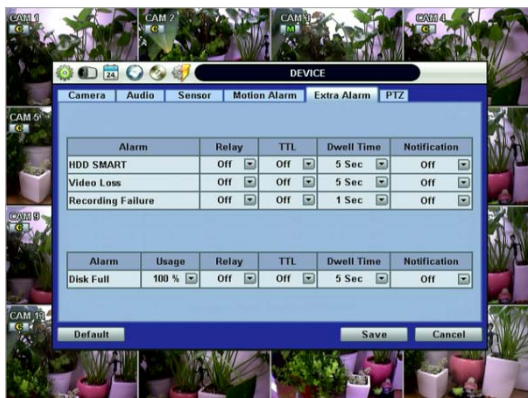 CAM 1 CAM 2 CAM 3 CAM 4
C C M C
24 DEVICE
Camera Audio Sensor Motion Alarm Extra Alarm PTZ
CAM 5
C
Alarm Relay TTL Dwell Time Notification
HDD SMART Off Off 5 Sec Off
Video Loss Off Off 5 Sec Off
Recording Failure Off Off 1 Sec Off
CAM 9
C
Alarm Usage Relay TTL Dwell Time Notification
Disk Full 100 % Off Off 5 Sec Off
C
Default Save Cancel